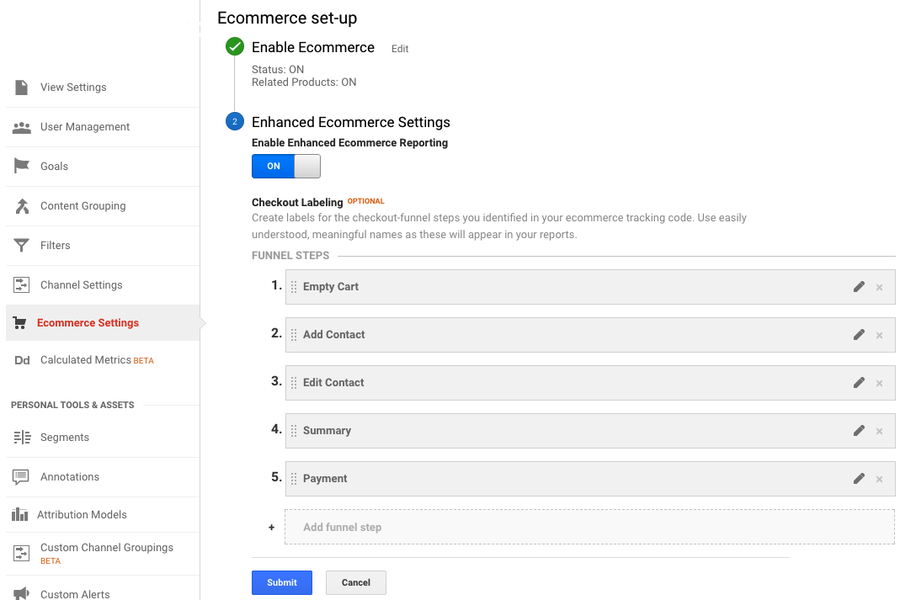 Ecommerce set-up
Enable Ecommerce Edit
Status: ON
Related Products: ON
2 Enhanced Ecommerce Settings
Enable Enhanced Ecommerce Reporting
ON
Checkout Labeling OPTIONAL
Create labels for the checkout-funnel steps you identified in your ecommerce tracking code. Use easily
understood, meaningful names as these will appear in your reports.
FUNNEL STEPS
1. Empty Cart
2. Add Contact
3. Edit Contact
4. Summary
5. Payment
+ Add funnel step
Submit Cancel
View Settings
User Management
Goals
Content Grouping
Filters
Channel Settings
Ecommerce Settings
Dd Calculated Metrics BETA
PERSONAL TOOLS & ASSETS
Segments
Annotations
Attribution Models
Custom Channel Groupings
BETA
Custom Alerts